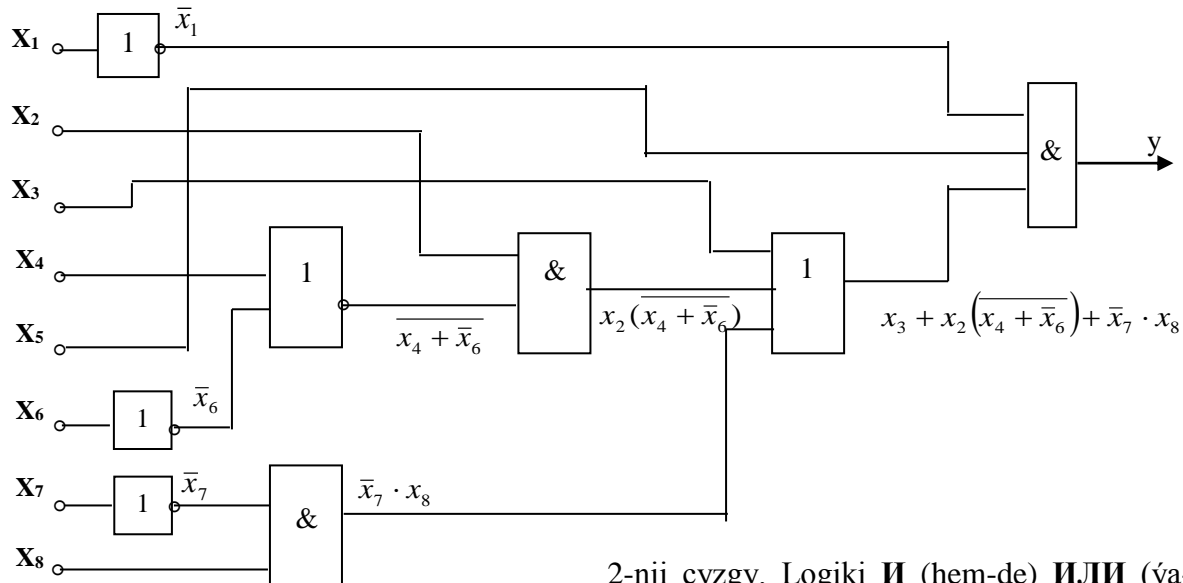 x̄₁
X₁
1
X₂
&
y
X₃
X₄
1
&
1
x₂(x₄ + x̄₆)̅
x₃ + x₂(x₄ + x̄₆)̅ + x̄₇ · x₈
(x₄ + x̄₆)̅
X₅
x̄₆
X₆
1
X₇
1
x̄₇
x̄₇ · x₈
&
X₈
2-nji çyzgy. Logiki И (hem-de) ИЛИ (ýa-